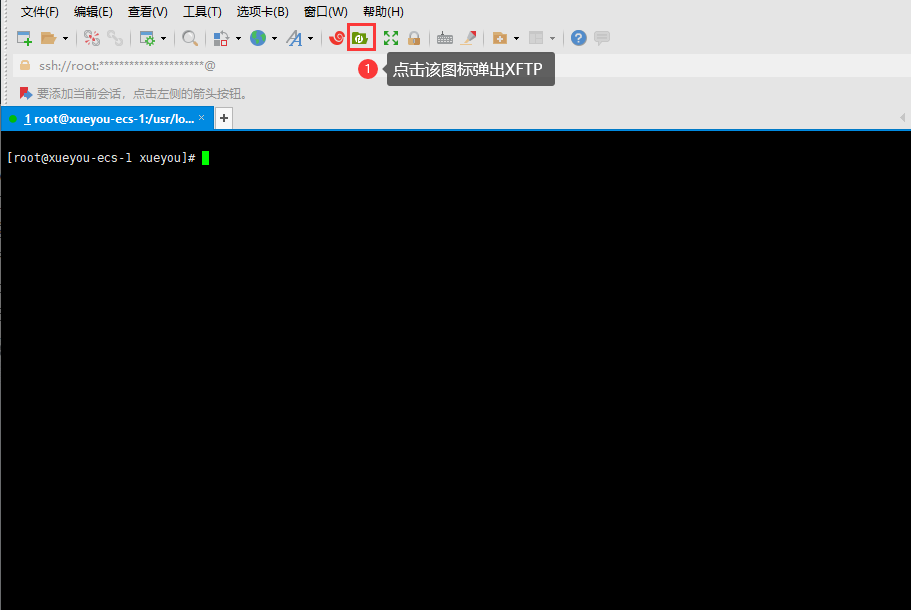 文件(F) 编辑(E) 查看(V) 工具(T) 选项卡(B) 窗口(W) 帮助(H)
ssh://root:*********************@
1 点击该图标弹出XFTP
要添加当前会话，点击左侧的箭头按钮。
1 root@xueyou-ecs-1:/usr/lo... × +
[root@xueyou-ecs-1 xueyou]#